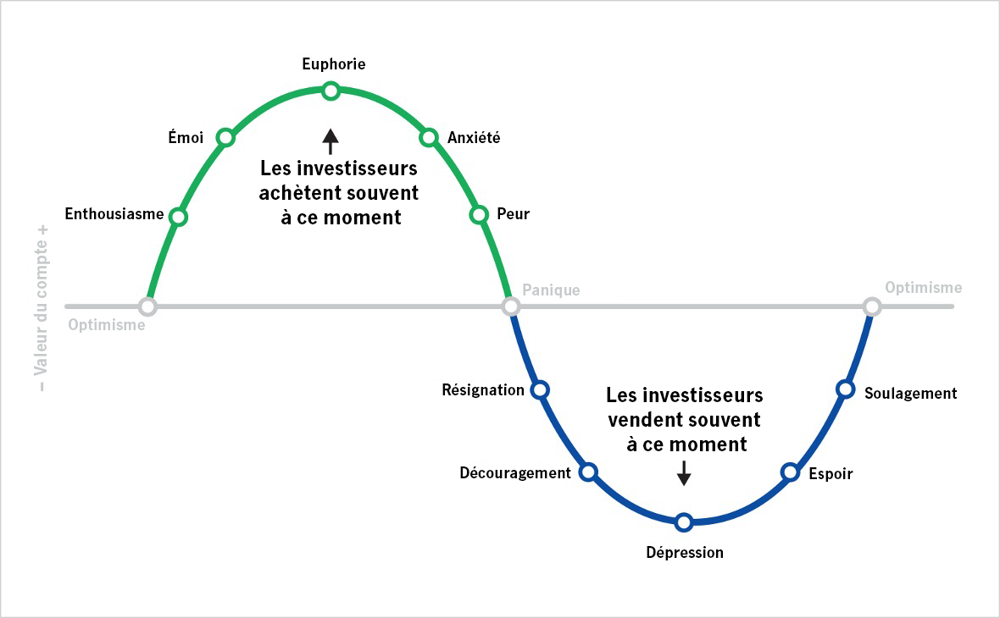 Euphorie
Émoi
Anxiété
Les investisseurs
achètent souvent
à ce moment
Enthousiasme
Peur
– Valeur du compte +
Optimisme
Panique
Optimisme
Résignation
Les investisseurs
vendent souvent
à ce moment
Soulagement
Découragement
Espoir
Dépression